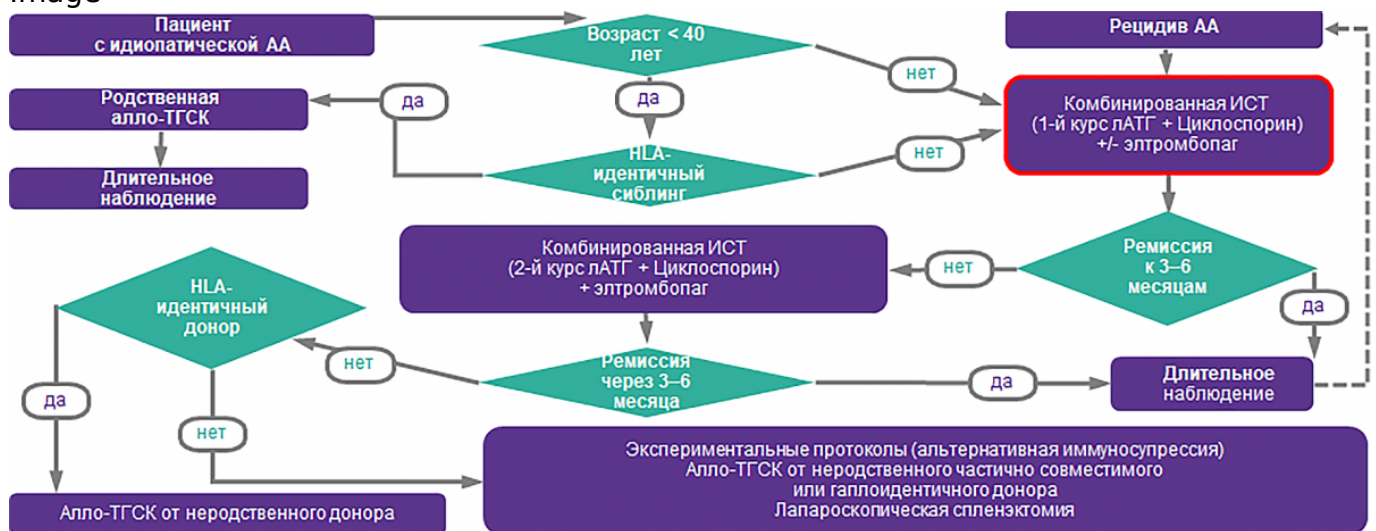 Пациент
с идиопатической АА
Возраст < 40
лет
Рецидив АА
нет
да
да
Родственная
алло-ТГСК
Комбинированная ИСТ
(1-й курс лАТГ + Циклоспорин)
+/- элтромбопаг
HLA-
идентичный
сиблинг
нет
Длительное
наблюдение
Комбинированная ИСТ
(2-й курс лАТГ + Циклоспорин)
+ элтромбопаг
нет
Ремиссия
к 3–6
месяцам
да
HLA-
идентичный
донор
нет
Ремиссия
через 3–6
месяца
да
Длительное
наблюдение
да
нет
Экспериментальные протоколы (альтернативная иммуносупрессия)
Алло-ТГСК от неродственного частично совместимого
или гаплоидентичного донора
Лапароскопическая спленэктомия
Алло-ТГСК от неродственного донора